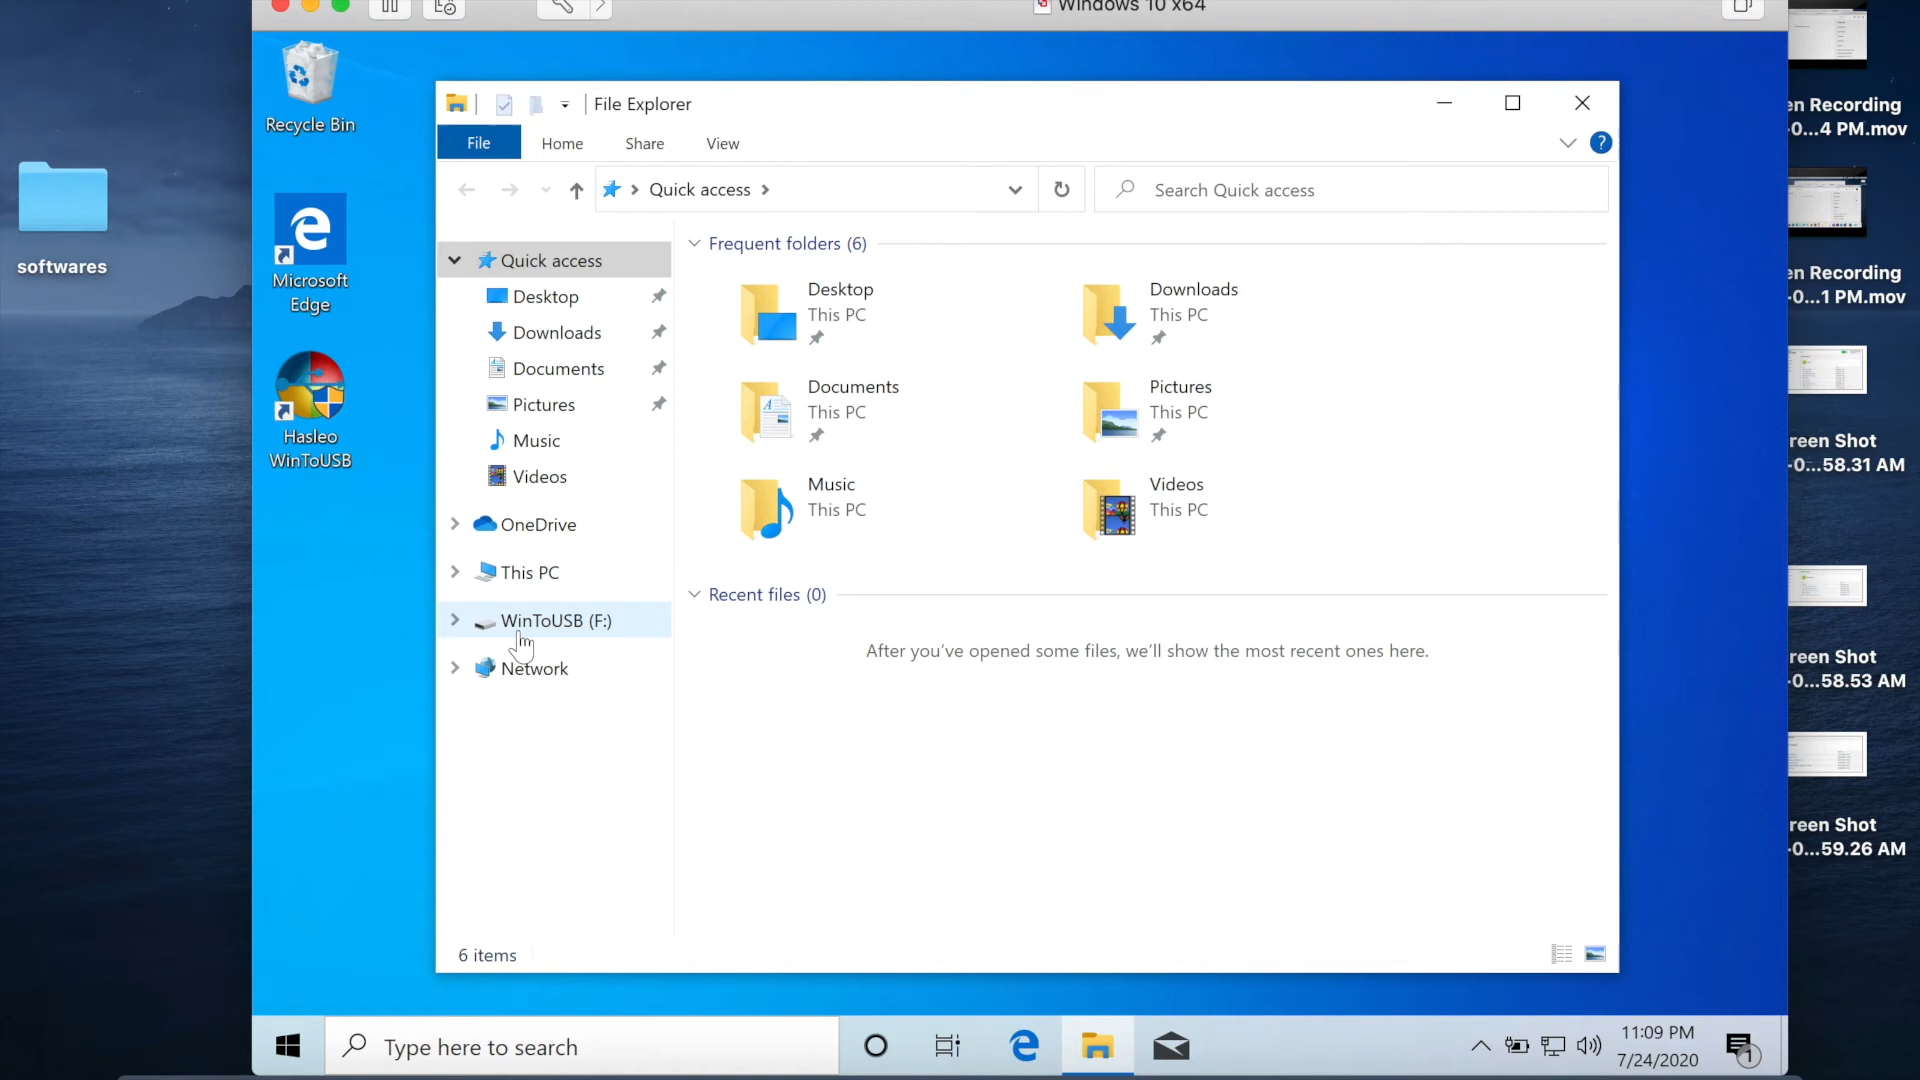 Windows 10 x64
Recycle Bin
Microsoft
Edge
Hasleo
WinToUSB
softwares
File Explorer
File
Home
Share
View
?
Quick access
Search Quick access
Quick access
Desktop
Downloads
Documents
Pictures
Music
Videos
OneDrive
This PC
WinToUSB (F:)
Network
Frequent folders (6)
Desktop
This PC
Downloads
This PC
Documents
This PC
Pictures
This PC
Music
This PC
Videos
This PC
Recent files (0)
After you've opened some files, we'll show the most recent ones here.
6 items
Type here to search
11:09 PM
7/24/2020
1
en Recording
-0...4 PM.mov
en Recording
-0...1 PM.mov
reen Shot
-0...58.31 AM
reen Shot
-0...58.53 AM
reen Shot
-0...59.26 AM